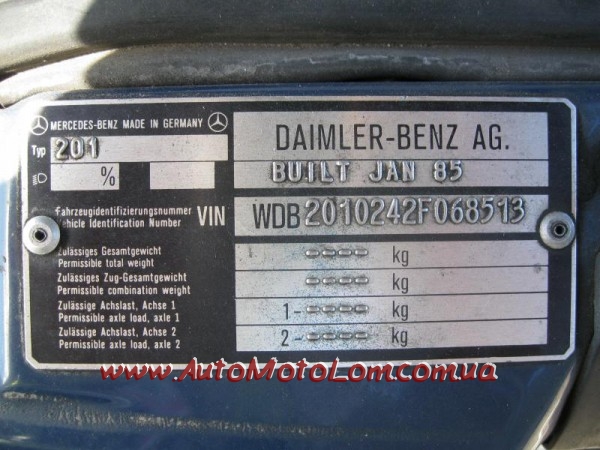 MERCEDES-BENZ MADE IN GERMANY
Typ 201
%
DAIMLER-BENZ AG.
BUILT JAN 85
Fahrzeugidentifizierungsnummer
Vehicle Identification Number
VIN WDB2010242F068513
Zulässiges Gesamtgewicht
Permissible total weight
---- kg
Zulässiges Zug-Gesamtgewicht
Permissible combination weight
---- kg
Zulässige Achslast, Achse 1
Permissible axle load, axle 1
1- ---- kg
Zulässige Achslast, Achse 2
Permissible axle load, axle 2
2- ---- kg
www.AutoMotoLom.com.ua